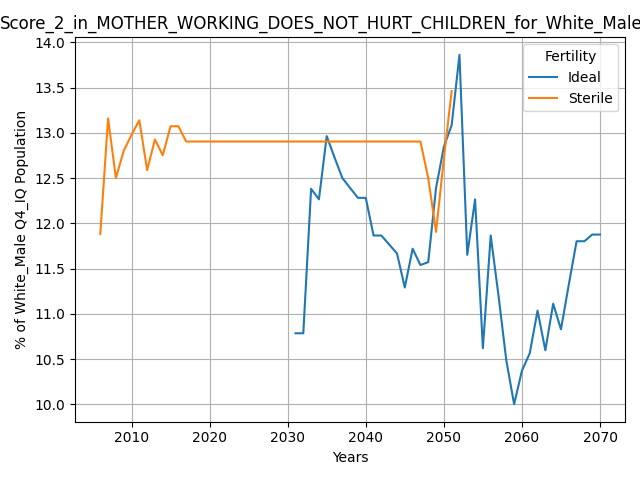 Score_2_in_MOTHER_WORKING_DOES_NOT_HURT_CHILDREN_for_White_Male
14.0
13.5
13.0
12.5
12.0
11.5
11.0
10.5
10.0
% of White_Male Q4_IQ Population
Fertility
Ideal
Sterile
2010 2020 2030 2040 2050 2060 2070
Years